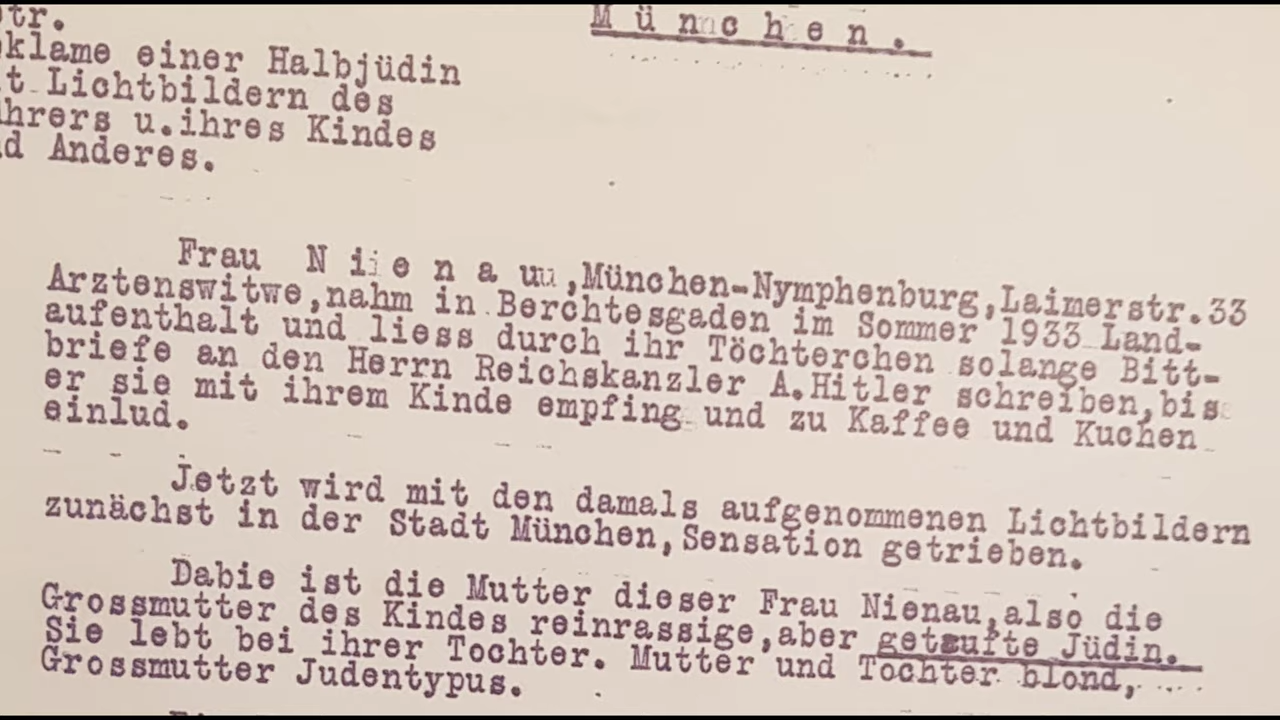 M ü n c h e n .
tr.
klame einer Halbjüdin
t Lichtbildern des
hrers u.ihres Kindes
d Anderes.
Frau N i e n a u,München-Nymphenburg,Laimerstr.33
Arztenswitwe,nahm in Berchtesgaden im Sommer 1933 Land-
aufenthalt und liess durch ihr Töchterchen solange Bitt-
briefe an den Herrn Reichskanzler A.Hitler schreiben,bis
er sie mit ihrem Kinde empfing und zu Kaffee und Kuchen
einlud.
Jetzt wird mit den damals aufgenommenen Lichtbildern
zunächst in der Stadt München,Sensation getrieben.
Dabie ist die Mutter dieser Frau Nienau,also die
Grossmutter des Kindes reinrassige,aber getaufte Jüdin.
Sie lebt bei ihrer Tochter. Mutter und Tochter blond,
Grossmutter Judentypus.